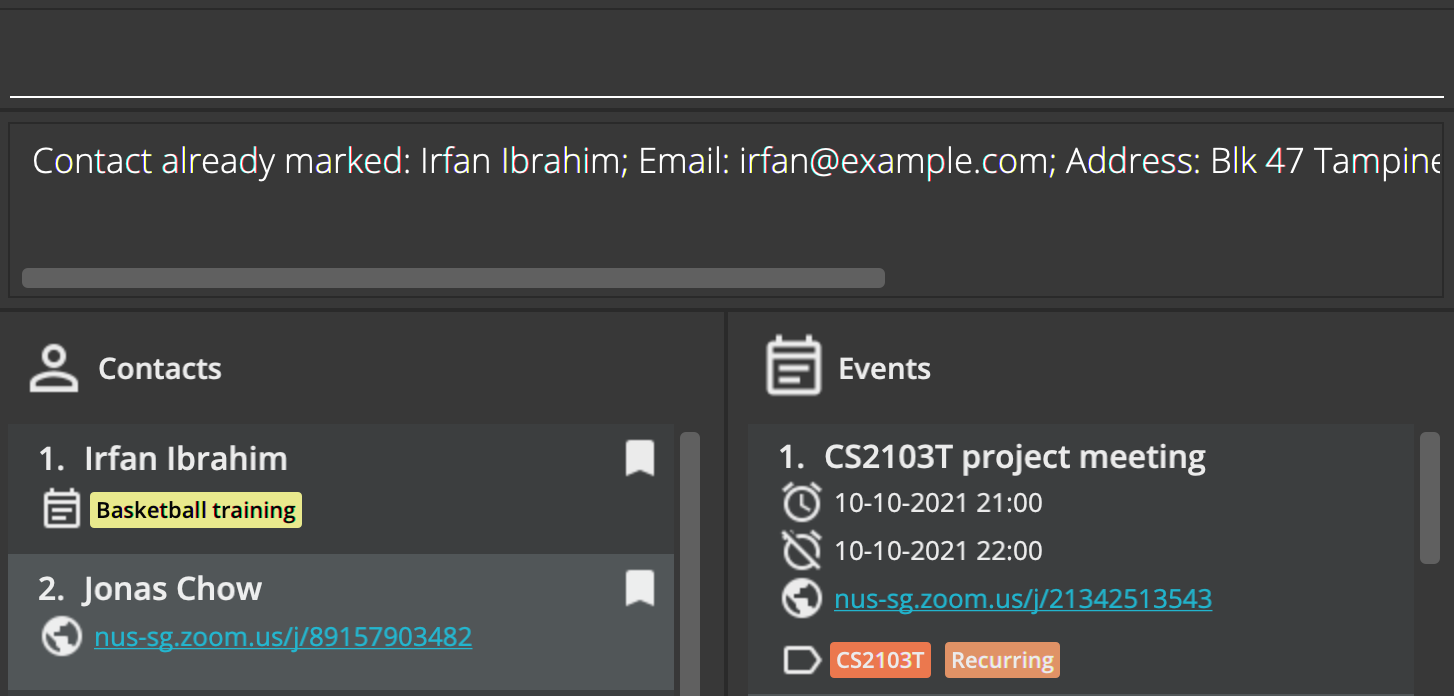 Contact already marked: Irfan Ibrahim; Email: irfan@example.com; Address: Blk 47
Contacts
1. Irfan Ibrahim
Basketball training
2. Jonas Chow
nus-sg.zoom.us/j/89157903482
Events
1. CS2103T project meeting
10-10-2021 21:00
10-10-2021 22:00
nus-sg.zoom.us/j/21342513543
CS2103T Recurring